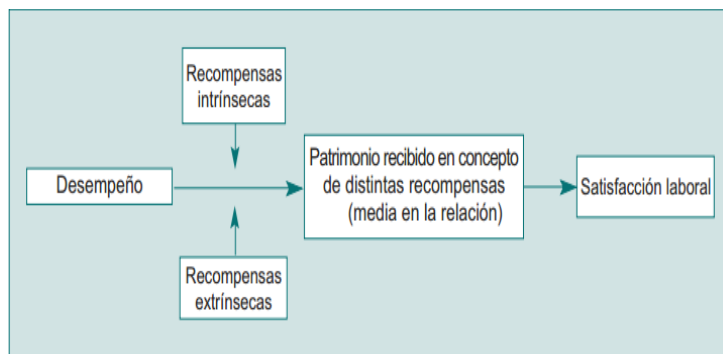 Recompensas
intrínsecas
Desempeño
Patrimonio recibido en concepto
de distintas recompensas
(media en la relación)
Satisfacción laboral
Recompensas
extrínsecas